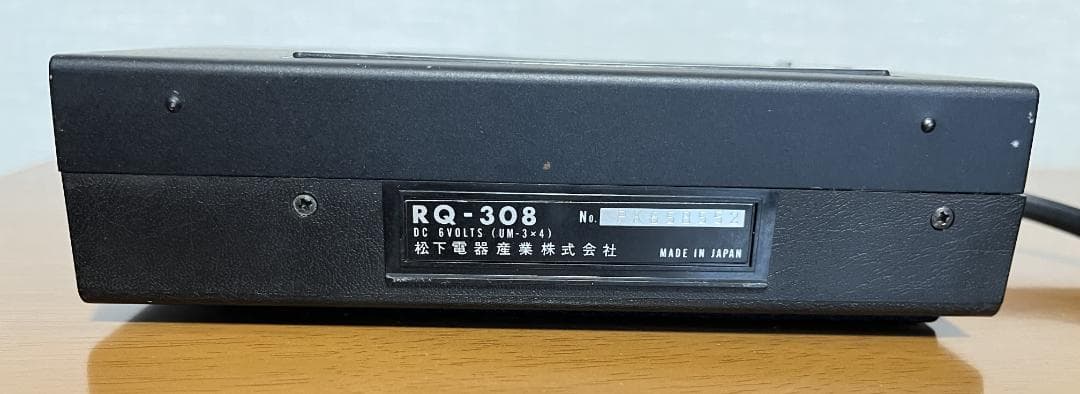 RQ-308 No.
DC 6VOLTS (UM-3×4)
松下電器産業株式会社 MADE IN JAPAN